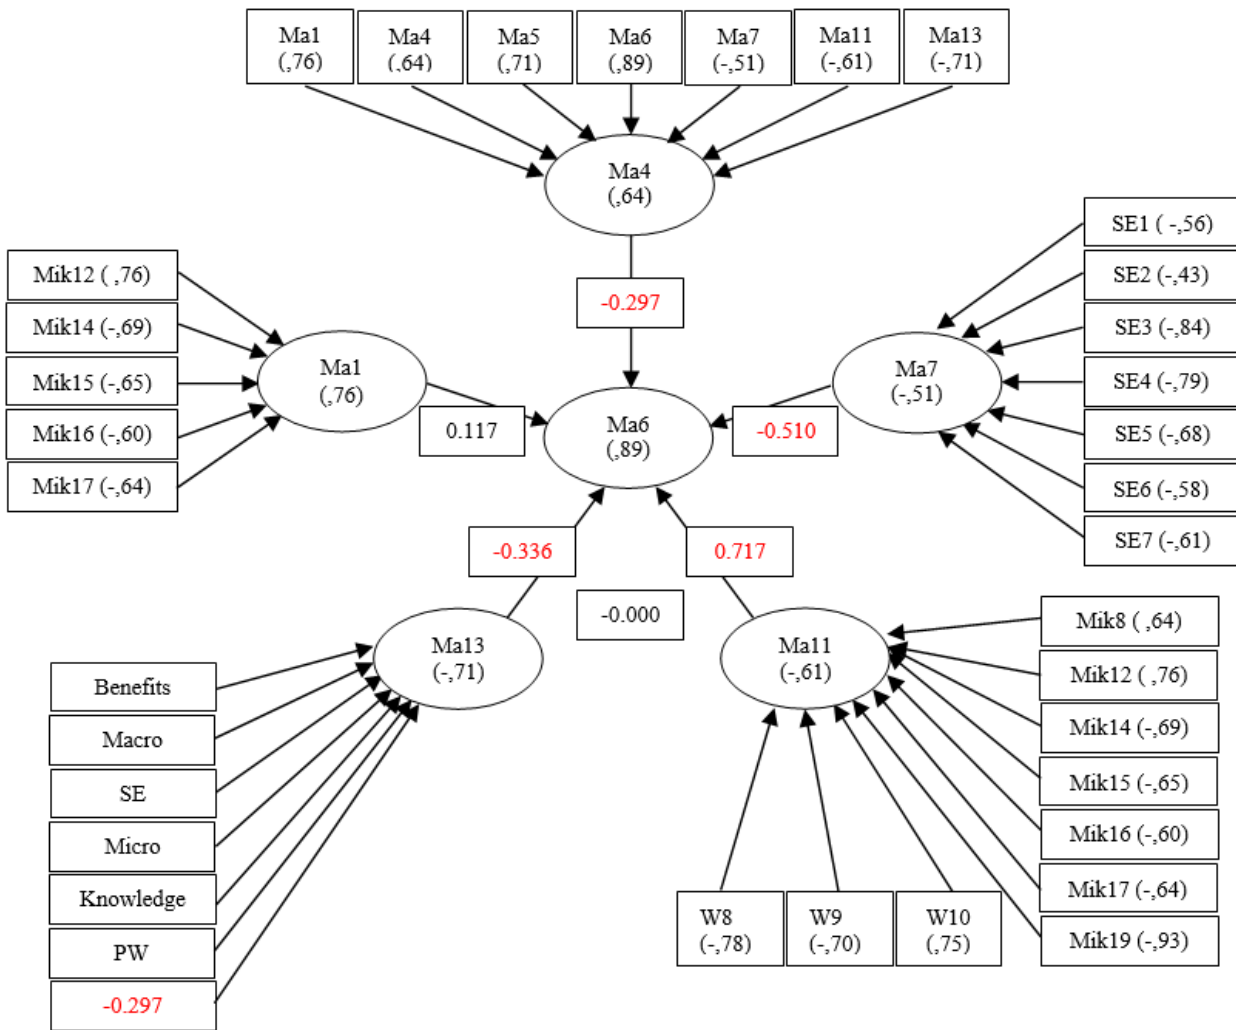 Ma1
(,76)
Ma4
(,64)
Ma5
(,71)
Ma6
(,89)
Ma7
(-,51)
Ma11
(-,61)
Ma13
(-,71)
Ma4
(,64)
-0.297
Mik12 ( ,76)
Mik14 (-,69)
Mik15 (-,65)
Mik16 (-,60)
Mik17 (-,64)
Ma1
(,76)
0.117
Ma6
(,89)
-0.510
Ma7
(-,51)
SE1 ( -,56)
SE2 (-,43)
SE3 (-,84)
SE4 (-,79)
SE5 (-,68)
SE6 (-,58)
SE7 (-,61)
-0.336
0.717
-0.000
Ma13
(-,71)
Ma11
(-,61)
Benefits
Macro
SE
Micro
Knowledge
PW
-0.297
W8
(-,78)
W9
(-,70)
W10
(,75)
Mik8 ( ,64)
Mik12 ( ,76)
Mik14 (-,69)
Mik15 (-,65)
Mik16 (-,60)
Mik17 (-,64)
Mik19 (-,93)